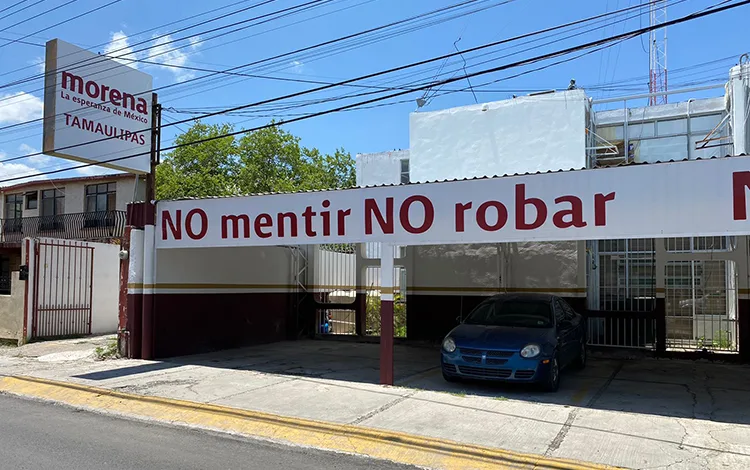 morena
La esperanza de México
TAMAULIPAS
NO mentir NO robar